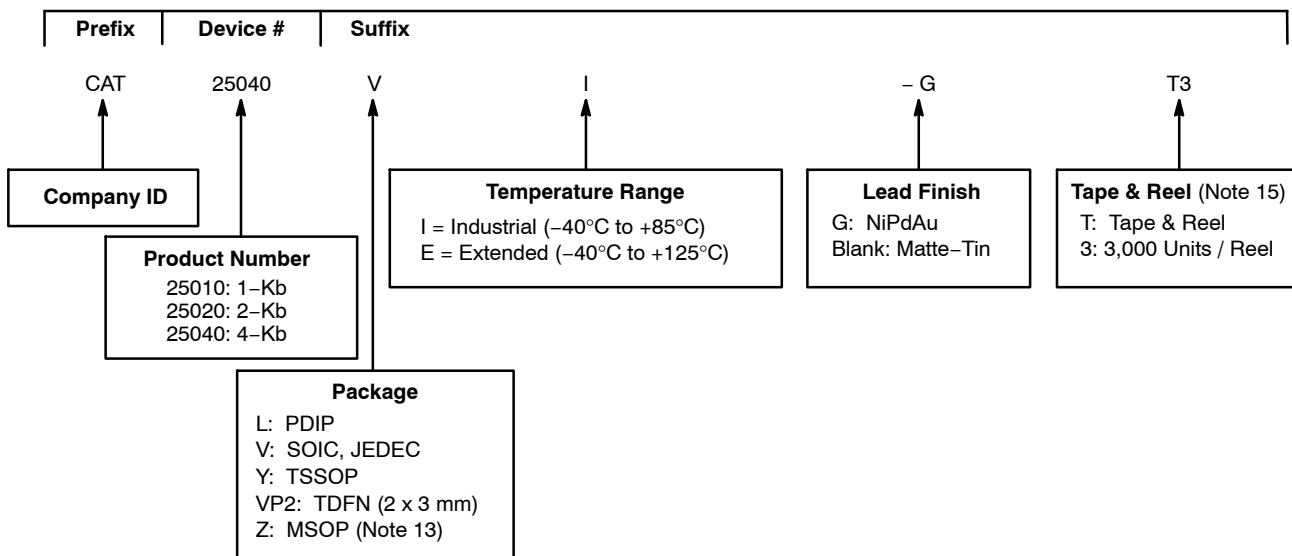 Prefix Device # Suffix
CAT 25040 V I – G T3
Company ID
Product Number
25010: 1–Kb
25020: 2–Kb
25040: 4–Kb
Package
L: PDIP
V: SOIC, JEDEC
Y: TSSOP
VP2: TDFN (2 x 3 mm)
Z: MSOP (Note 13)
Temperature Range
I = Industrial (–40°C to +85°C)
E = Extended (–40°C to +125°C)
Lead Finish
G: NiPdAu
Blank: Matte–Tin
Tape & Reel (Note 15)
T: Tape & Reel
3: 3,000 Units / Reel